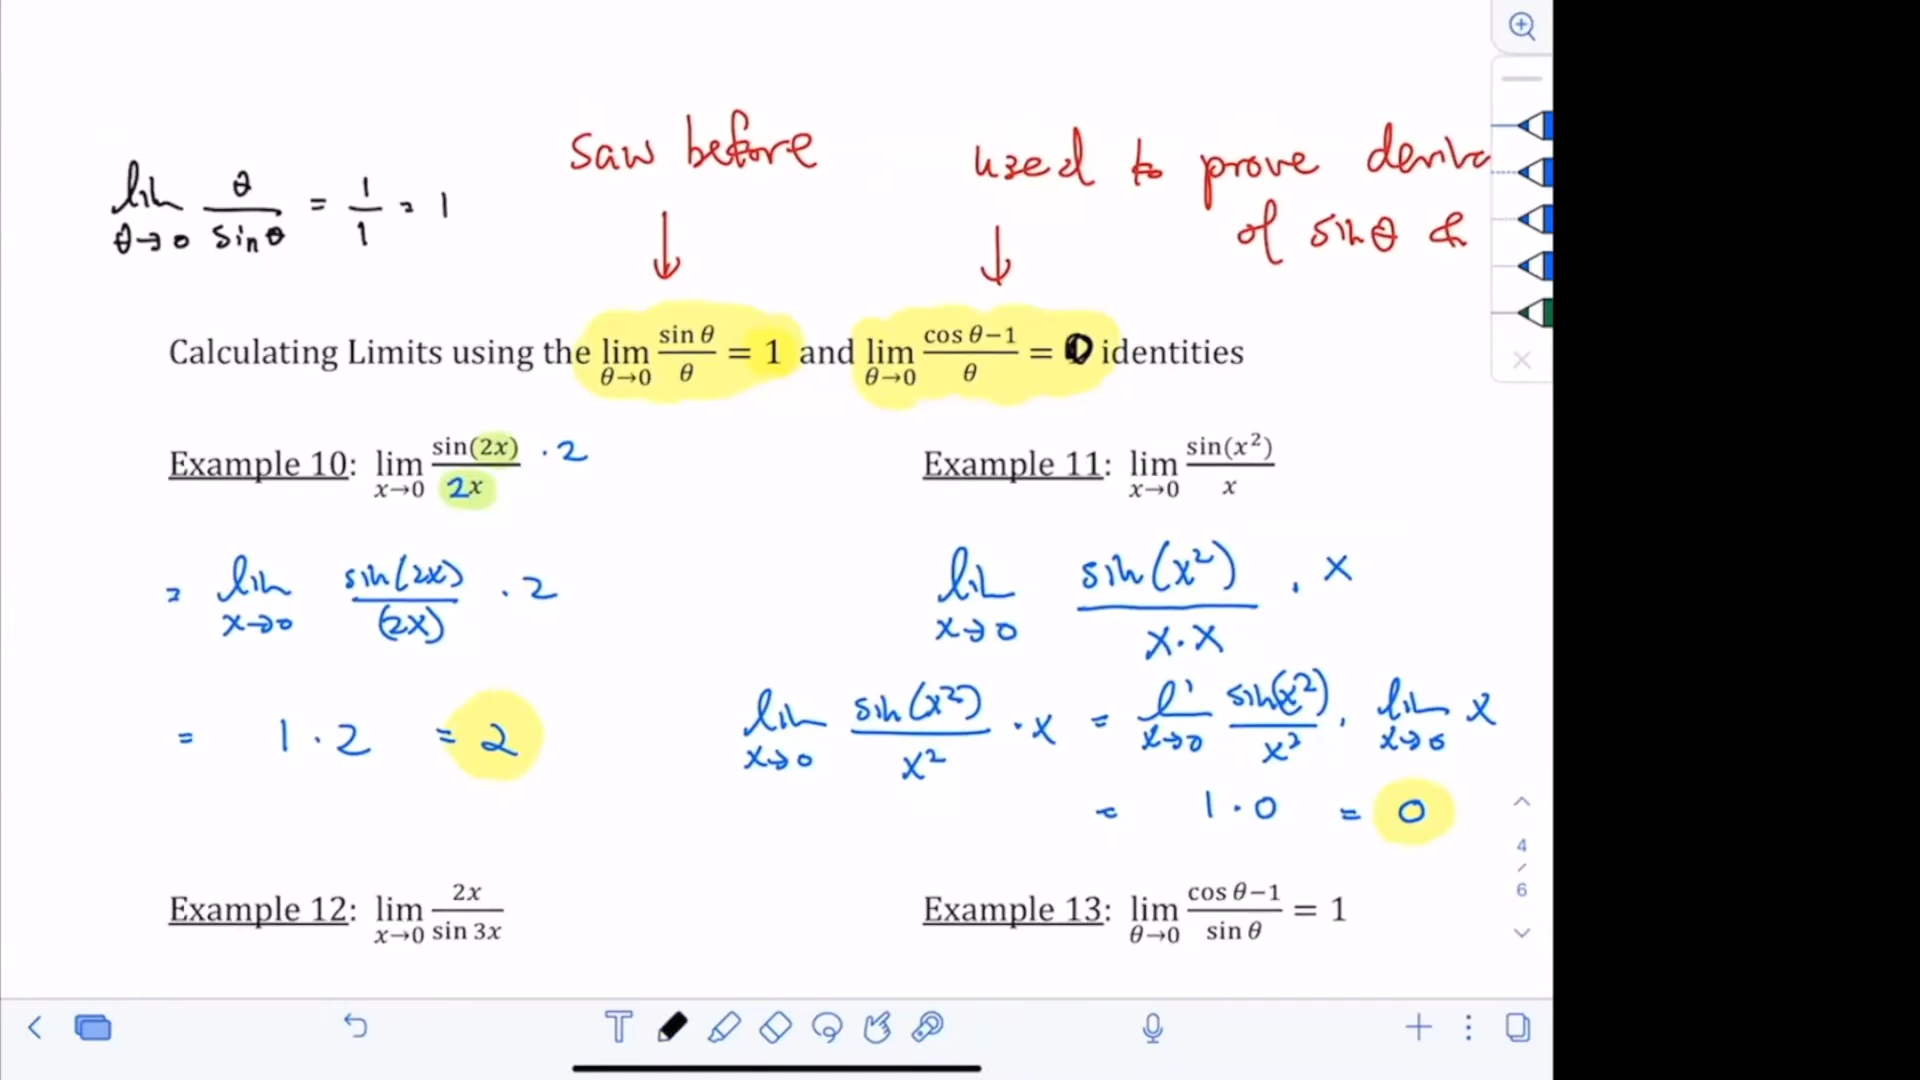 saw before
used to prove deriva
of sinθ &
lim θ/sinθ = 1/1 = 1
θ→0
↓ ↓
Calculating Limits using the lim θ→0 sin θ/θ = 1 and lim θ→0 cos θ−1/θ = 0 identities
Example 10: lim x→0 sin(2x)/2x · 2
Example 11: lim x→0 sin(x²)/x
= lim x→0 sin(2x)/(2x) · 2
lim x→0 sin(x²)/x·x · x
= 1 · 2 = 2
lim x→0 sin(x²)/x² · x = li x→0 sin(x²)/x² · lim x→0 x
= 1 · 0 = 0
Example 12: lim x→0 2x/sin 3x
Example 13: lim θ→0 cos θ−1/sin θ = 1
4
/
6
T